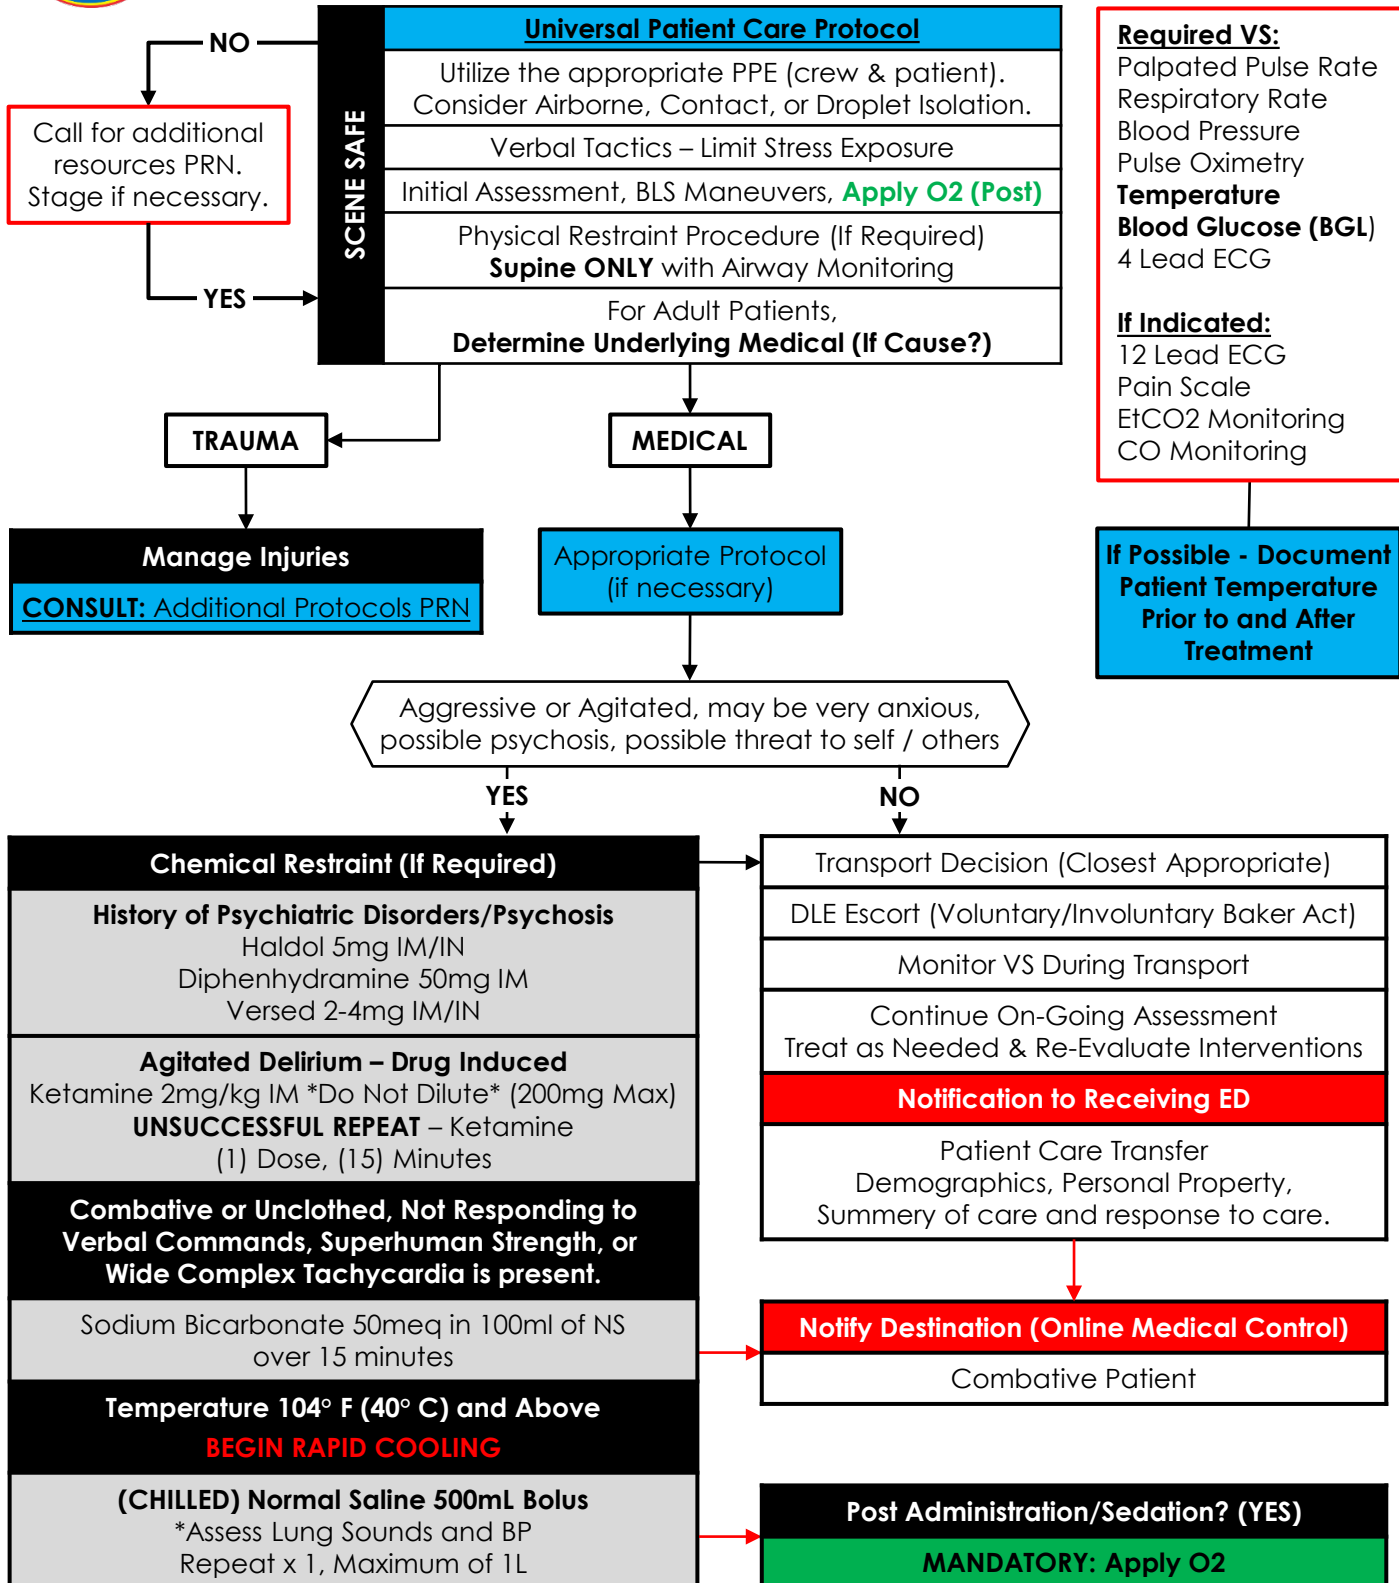 NO
Call for additional
resources PRN.
Stage if necessary.
YES
SCENE SAFE
Universal Patient Care Protocol
Utilize the appropriate PPE (crew & patient).
Consider Airborne, Contact, or Droplet Isolation.
Verbal Tactics – Limit Stress Exposure
Initial Assessment, BLS Maneuvers, Apply O2 (Post)
Physical Restraint Procedure (If Required)
Supine ONLY with Airway Monitoring
For Adult Patients,
Determine Underlying Medical (If Cause?)
Required VS:
Palpated Pulse Rate
Respiratory Rate
Blood Pressure
Pulse Oximetry
Temperature
Blood Glucose (BGL)
4 Lead ECG
If Indicated:
12 Lead ECG
Pain Scale
EtCO2 Monitoring
CO Monitoring
If Possible - Document
Patient Temperature
Prior to and After
Treatment
TRAUMA
MEDICAL
Manage Injuries
CONSULT: Additional Protocols PRN
Appropriate Protocol
(if necessary)
Aggressive or Agitated, may be very anxious,
possible psychosis, possible threat to self / others
YES
NO
Chemical Restraint (If Required)
History of Psychiatric Disorders/Psychosis
Haldol 5mg IM/IN
Diphenhydramine 50mg IM
Versed 2-4mg IM/IN
Agitated Delirium – Drug Induced
Ketamine 2mg/kg IM *Do Not Dilute* (200mg Max)
UNSUCCESSFUL REPEAT – Ketamine
(1) Dose, (15) Minutes
Combative or Unclothed, Not Responding to
Verbal Commands, Superhuman Strength, or
Wide Complex Tachycardia is present.
Sodium Bicarbonate 50meq in 100ml of NS
over 15 minutes
Temperature 104° F (40° C) and Above
BEGIN RAPID COOLING
(CHILLED) Normal Saline 500mL Bolus
*Assess Lung Sounds and BP
Repeat x 1, Maximum of 1L
Transport Decision (Closest Appropriate)
DLE Escort (Voluntary/Involuntary Baker Act)
Monitor VS During Transport
Continue On-Going Assessment
Treat as Needed & Re-Evaluate Interventions
Notification to Receiving ED
Patient Care Transfer
Demographics, Personal Property,
Summery of care and response to care.
Notify Destination (Online Medical Control)
Combative Patient
Post Administration/Sedation? (YES)
MANDATORY: Apply O2